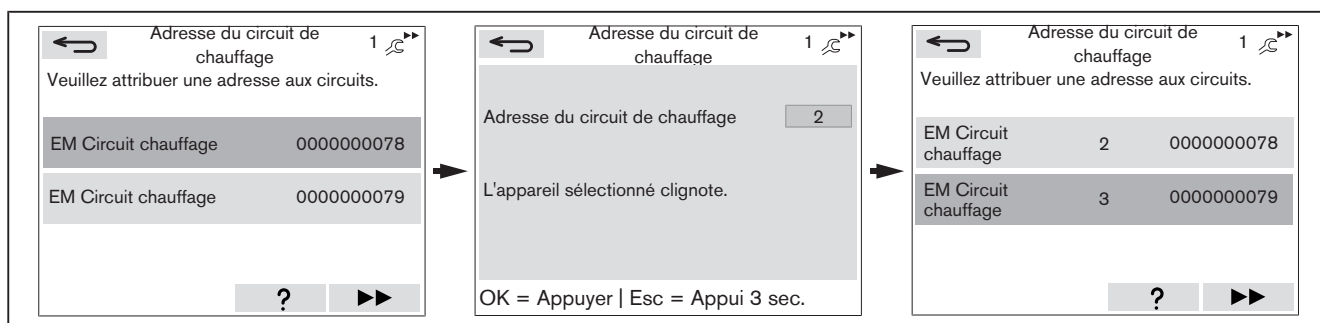 Adresse du circuit de
chauffage
1
Veuillez attribuer une adresse aux circuits.
EM Circuit chauffage 0000000078
EM Circuit chauffage 0000000079
?
Adresse du circuit de
chauffage
1
Adresse du circuit de chauffage 2
L'appareil sélectionné clignote.
OK = Appuyer | Esc = Appui 3 sec.
Adresse du circuit de
chauffage
1
Veuillez attribuer une adresse aux circuits.
EM Circuit
chauffage 2 0000000078
EM Circuit
chauffage 3 0000000079
?